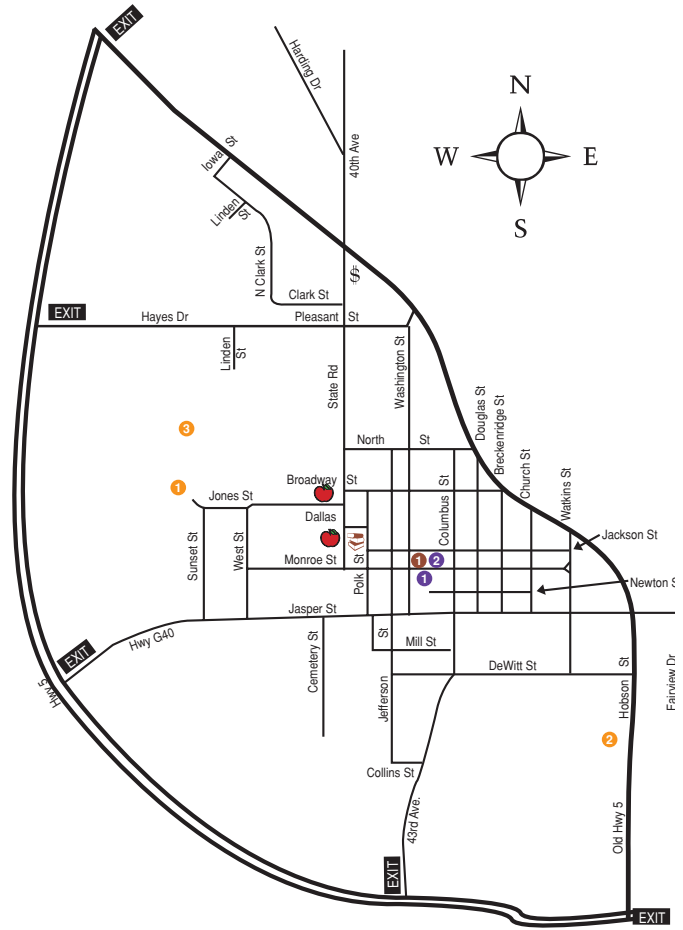 EXIT
Harding Dr
40th Ave
N
W
E
S
Iowa St
Linden St
N Clark St
Clark St
$
EXIT
Hayes Dr
Pleasant St
Linden St
State Rd
Washington St
3
North St
Douglas St
Breckenridge St
Church St
Watkins St
Columbus St
Broadway St
1
Jones St
Dallas
Jackson St
Sunset St
West St
Monroe St
Polk St
1
2
1
Newton S
Jasper St
Hwy G40
EXIT
Hwy 5
Cemetery St
Jefferson St
Mill St
DeWitt St
Hobson St
Fairview Dr
2
Collins St
43rd Ave.
Old Hwy 5
EXIT
EXIT